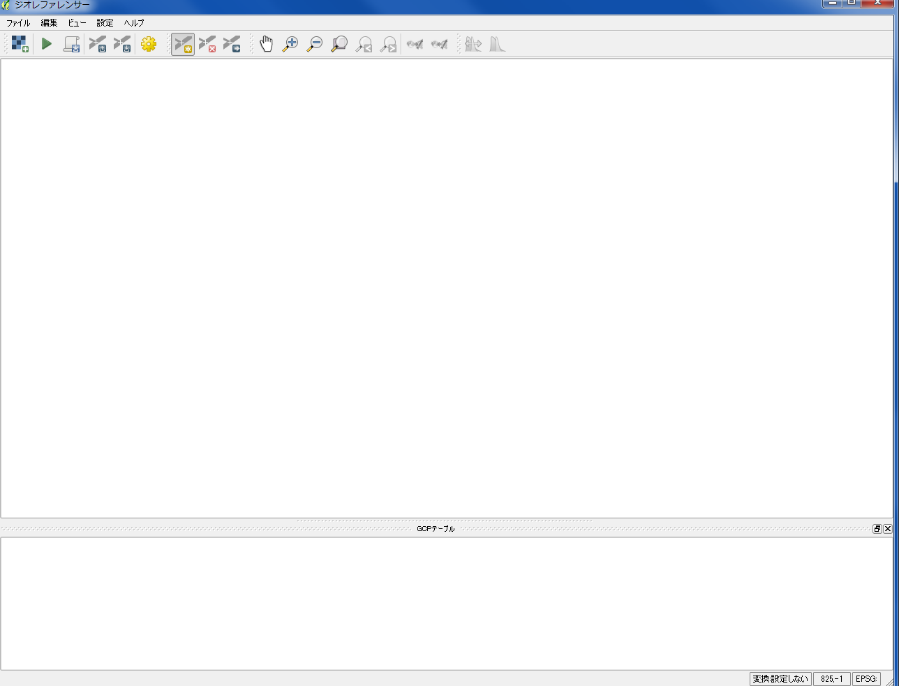 ジオレファレンサー
ファイル 編集 ビュー 設定 ヘルプ
GCPテーブル
変換設定しない 825,-1 EPSG: